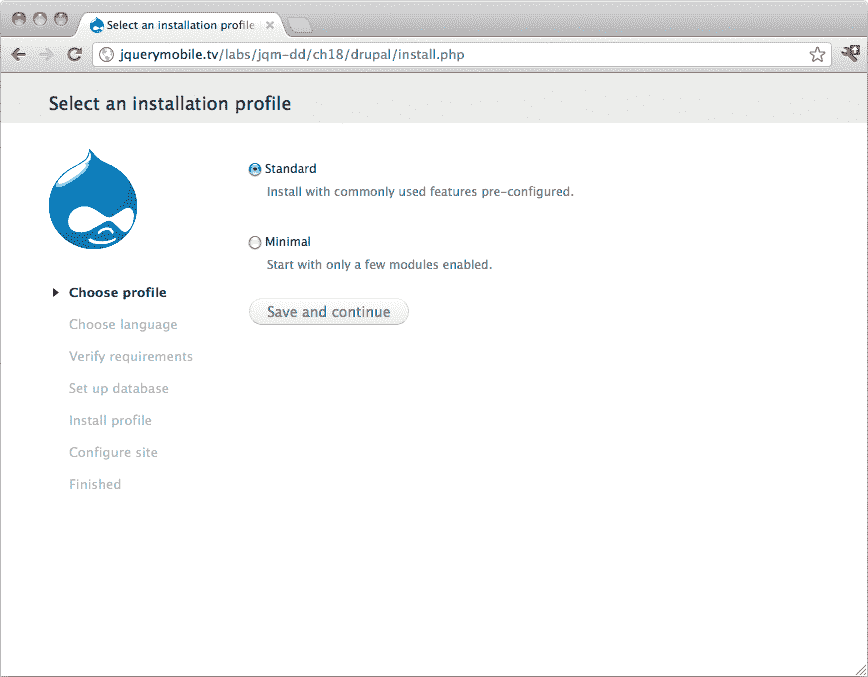 Select an installation profile
jquerymobile.tv/labs/jqm-dd/ch18/drupal/install.php
Select an installation profile
Standard
Install with commonly used features pre-configured.
Minimal
Start with only a few modules enabled.
Save and continue
Choose profile
Choose language
Verify requirements
Set up database
Install profile
Configure site
Finished